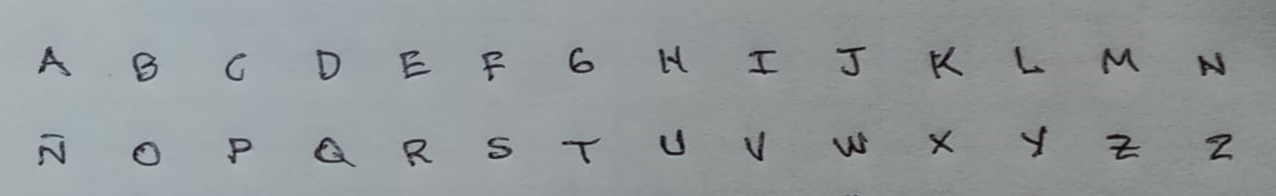 A B C D E F G H I J K L M N
Ñ O P Q R S T U V W X Y Z Z